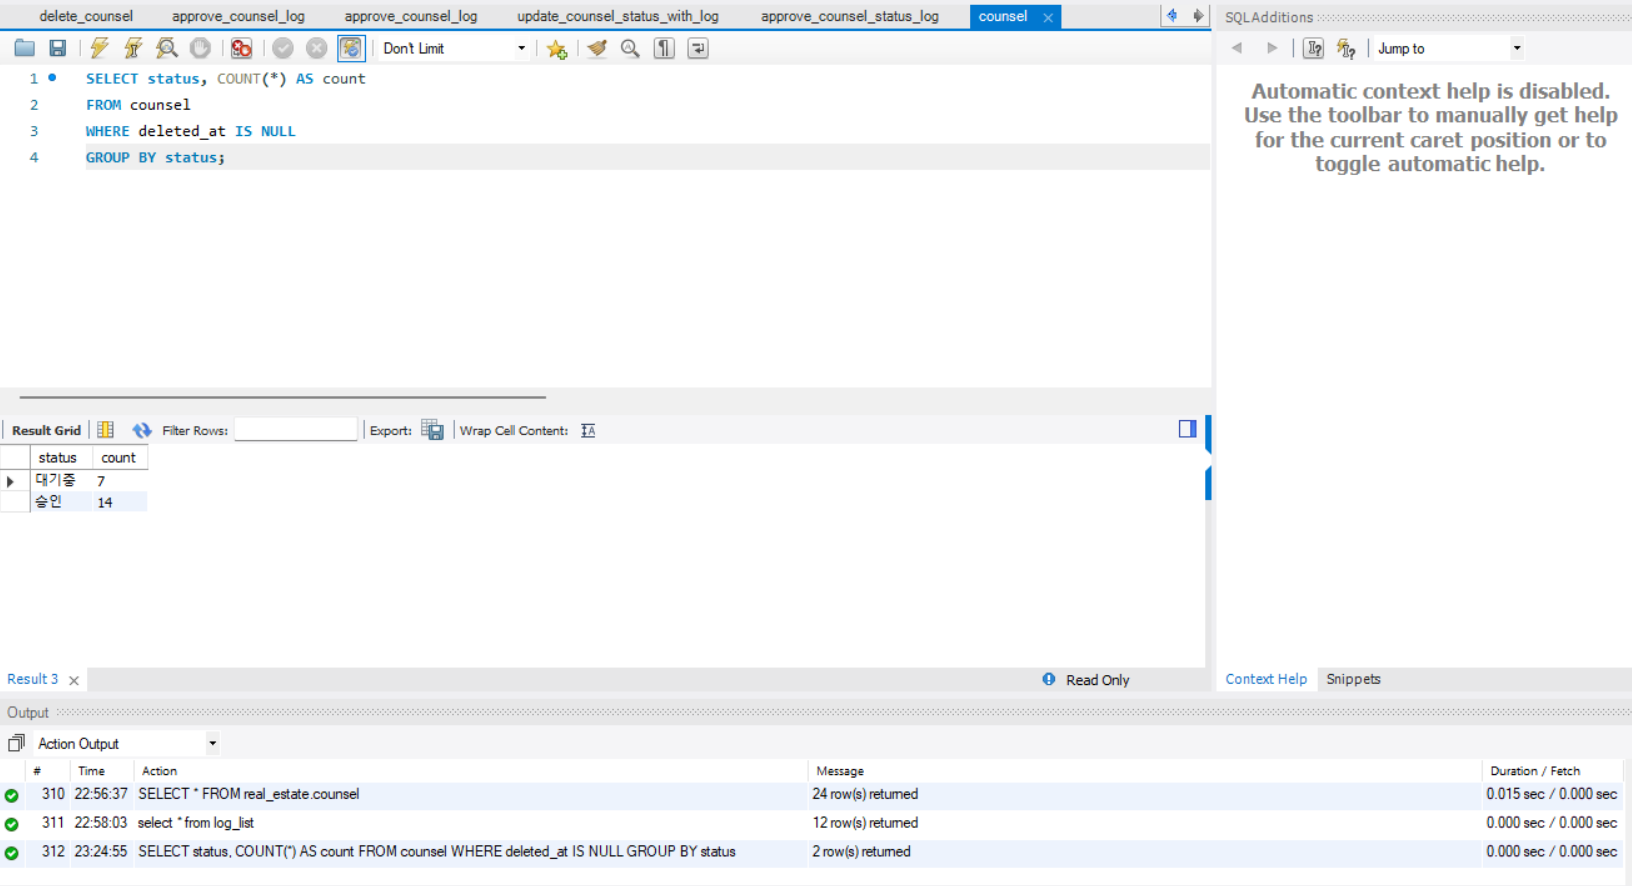 delete_counsel approve_counsel_log approve_counsel_log update_counsel_status_with_log approve_counsel_status_log counsel
SQLAdditions
Don't Limit
Jump to
1 SELECT status, COUNT(*) AS count
2 FROM counsel
3 WHERE deleted_at IS NULL
4 GROUP BY status;
Automatic context help is disabled.
Use the toolbar to manually get help
for the current caret position or to
toggle automatic help.
Result Grid Filter Rows: Export: Wrap Cell Content:
status count
대기중 7
승인 14
Result 3 Read Only
Context Help Snippets
Output
Action Output
# Time Action Message Duration / Fetch
310 22:56:37 SELECT * FROM real_estate.counsel 24 row(s) returned 0.015 sec / 0.000 sec
311 22:58:03 select * from log_list 12 row(s) returned 0.000 sec / 0.000 sec
312 23:24:55 SELECT status, COUNT(*) AS count FROM counsel WHERE deleted_at IS NULL GROUP BY status 2 row(s) returned 0.000 sec / 0.000 sec